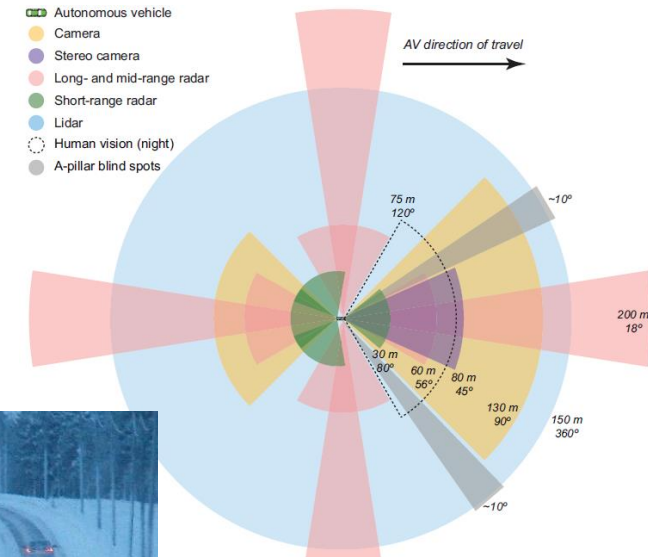 Autonomous vehicle
Camera
Stereo camera
Long- and mid-range radar
Short-range radar
Lidar
Human vision (night)
A-pillar blind spots
AV direction of travel
~10º
75 m
120º
200 m
18º
30 m
80º
60 m
56º
80 m
45º
130 m
90º
150 m
360º
~10º